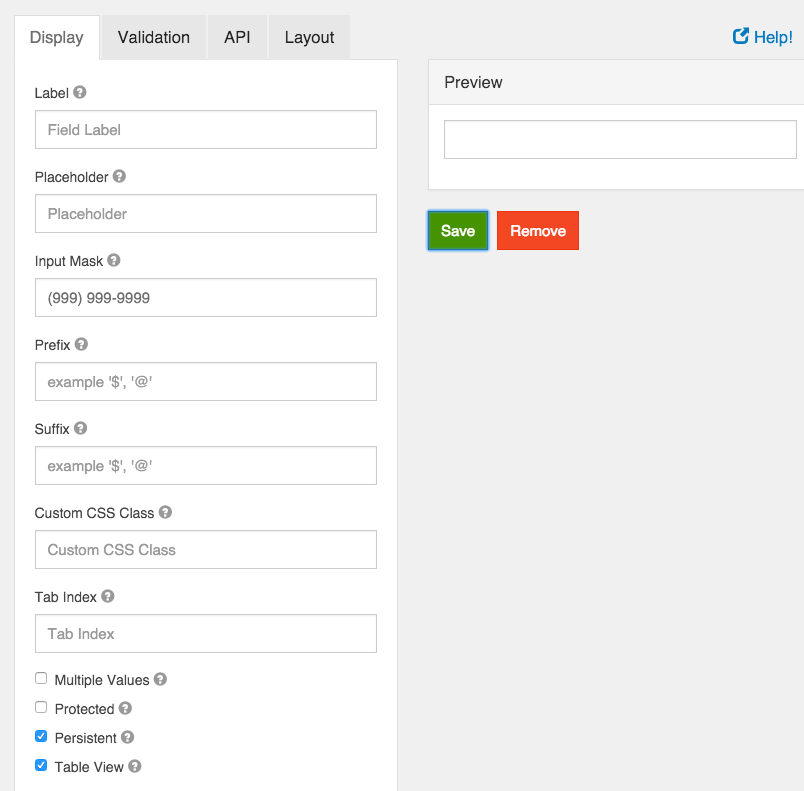 Display Validation API Layout
Help!
Label
Field Label
Placeholder
Placeholder
Input Mask
(999) 999-9999
Prefix
example '$', '@'
Suffix
example '$', '@'
Custom CSS Class
Custom CSS Class
Tab Index
Tab Index
Multiple Values
Protected
Persistent
Table View
Preview
Save Remove